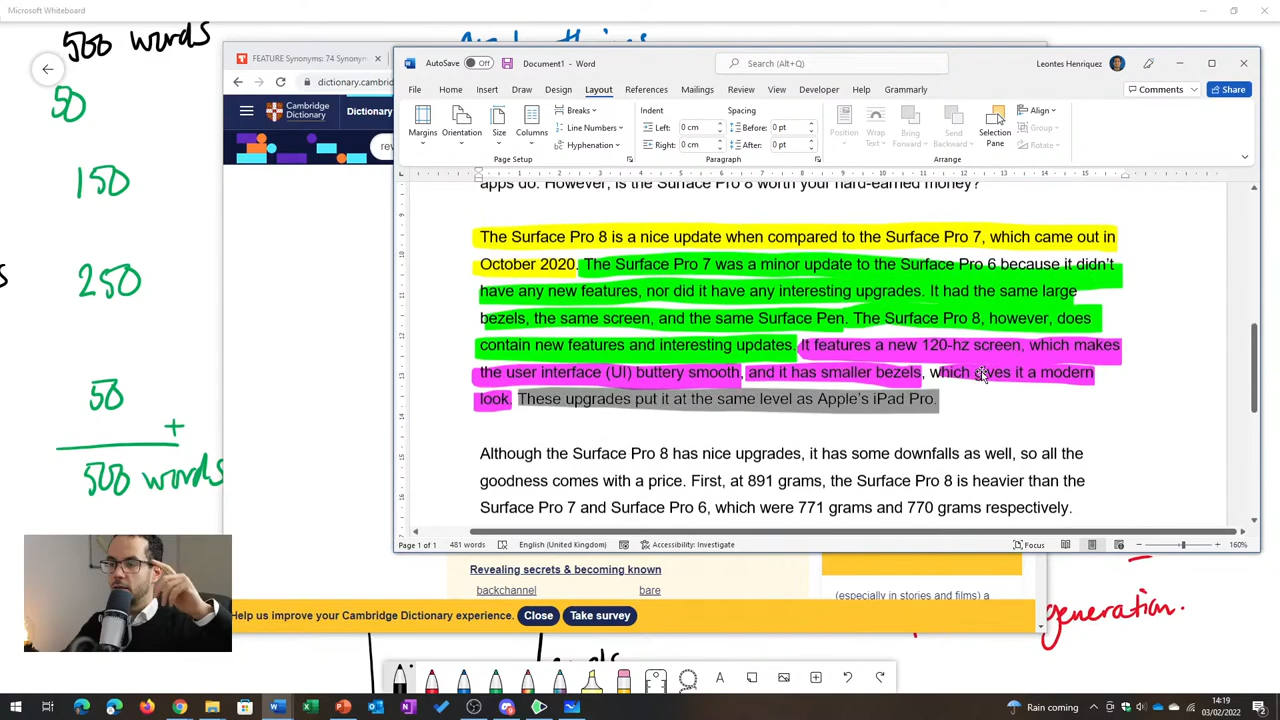 Microsoft Whiteboard
500 words
50
150
250
50
+
500 words
FEATURE Synonyms: 74 Synonym
dictionary.cambrid
Cambridge
Dictionary
Dictionary
rev
AutoSave Off Document1 - Word Search (Alt+Q) Leontes Henriquez
File Home Insert Draw Design Layout References Mailings Review View Developer Help Acrobat Grammarly Comments Share
Margins Orientation Size Columns
Breaks
Line Numbers
Hyphenation
Page Setup
Indent Spacing
Left: 0 cm Before: 0 pt
Right: 0 cm After: 0 pt
Paragraph
Position Wrap Text Bring Forward Send Backward Selection Pane
Align
Group
Rotate
Arrange
apps do. However, is the Surface Pro 8 worth your hard-earned money?
The Surface Pro 8 is a nice update when compared to the Surface Pro 7, which came out in
October 2020. The Surface Pro 7 was a minor update to the Surface Pro 6 because it didn't
have any new features, nor did it have any interesting upgrades. It had the same large
bezels, the same screen, and the same Surface Pen. The Surface Pro 8, however, does
contain new features and interesting updates. It features a new 120-hz screen, which makes
the user interface (UI) buttery smooth, and it has smaller bezels, which gives it a modern
look. These upgrades put it at the same level as Apple's iPad Pro.
Although the Surface Pro 8 has nice upgrades, it has some downfalls as well, so all the
goodness comes with a price. First, at 891 grams, the Surface Pro 8 is heavier than the
Surface Pro 7 and Surface Pro 6, which were 771 grams and 770 grams respectively.
Page 1 of 1 481 words English (United Kingdom) Accessibility: Investigate Focus 160%
Revealing secrets & becoming known
backchannel bare
(especially in stories and films) a
Help us improve your Cambridge Dictionary experience. Close Take survey
generation.
Rain coming
14:19
03/02/2022